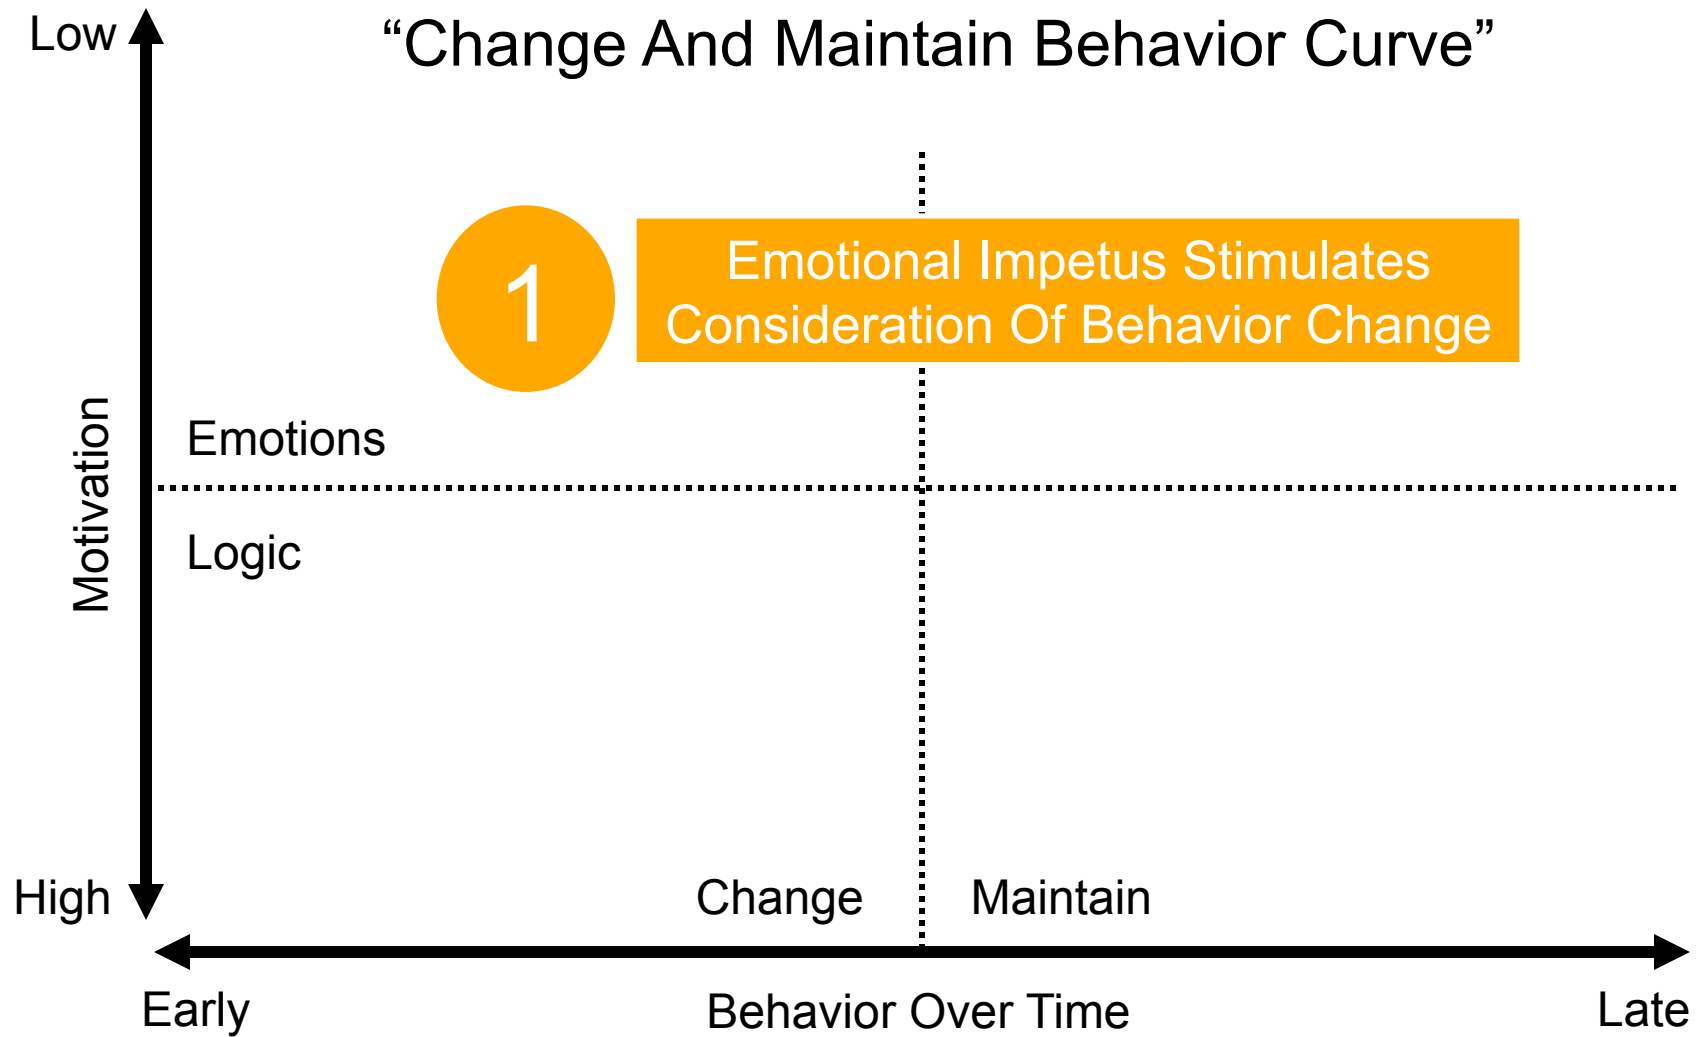 Low
“Change And Maintain Behavior Curve”
1
Emotional Impetus Stimulates
Consideration Of Behavior Change
Emotions
Motivation
Logic
High
Change
Maintain
Early
Behavior Over Time
Late